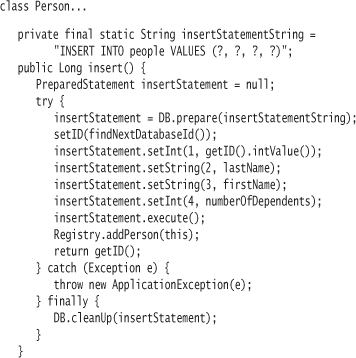 class Person...
private final static String insertStatementString =
"INSERT INTO people VALUES (?, ?, ?, ?)";
public Long insert() {
PreparedStatement insertStatement = null;
try {
insertStatement = DB.prepare(insertStatementString);
setID(findNextDatabaseId());
insertStatement.setInt(1, getID().intValue());
insertStatement.setString(2, lastName);
insertStatement.setString(3, firstName);
insertStatement.setInt(4, numberOfDependents);
insertStatement.execute();
Registry.addPerson(this);
return getID();
} catch (Exception e) {
throw new ApplicationException(e);
} finally {
DB.cleanUp(insertStatement);
}
}